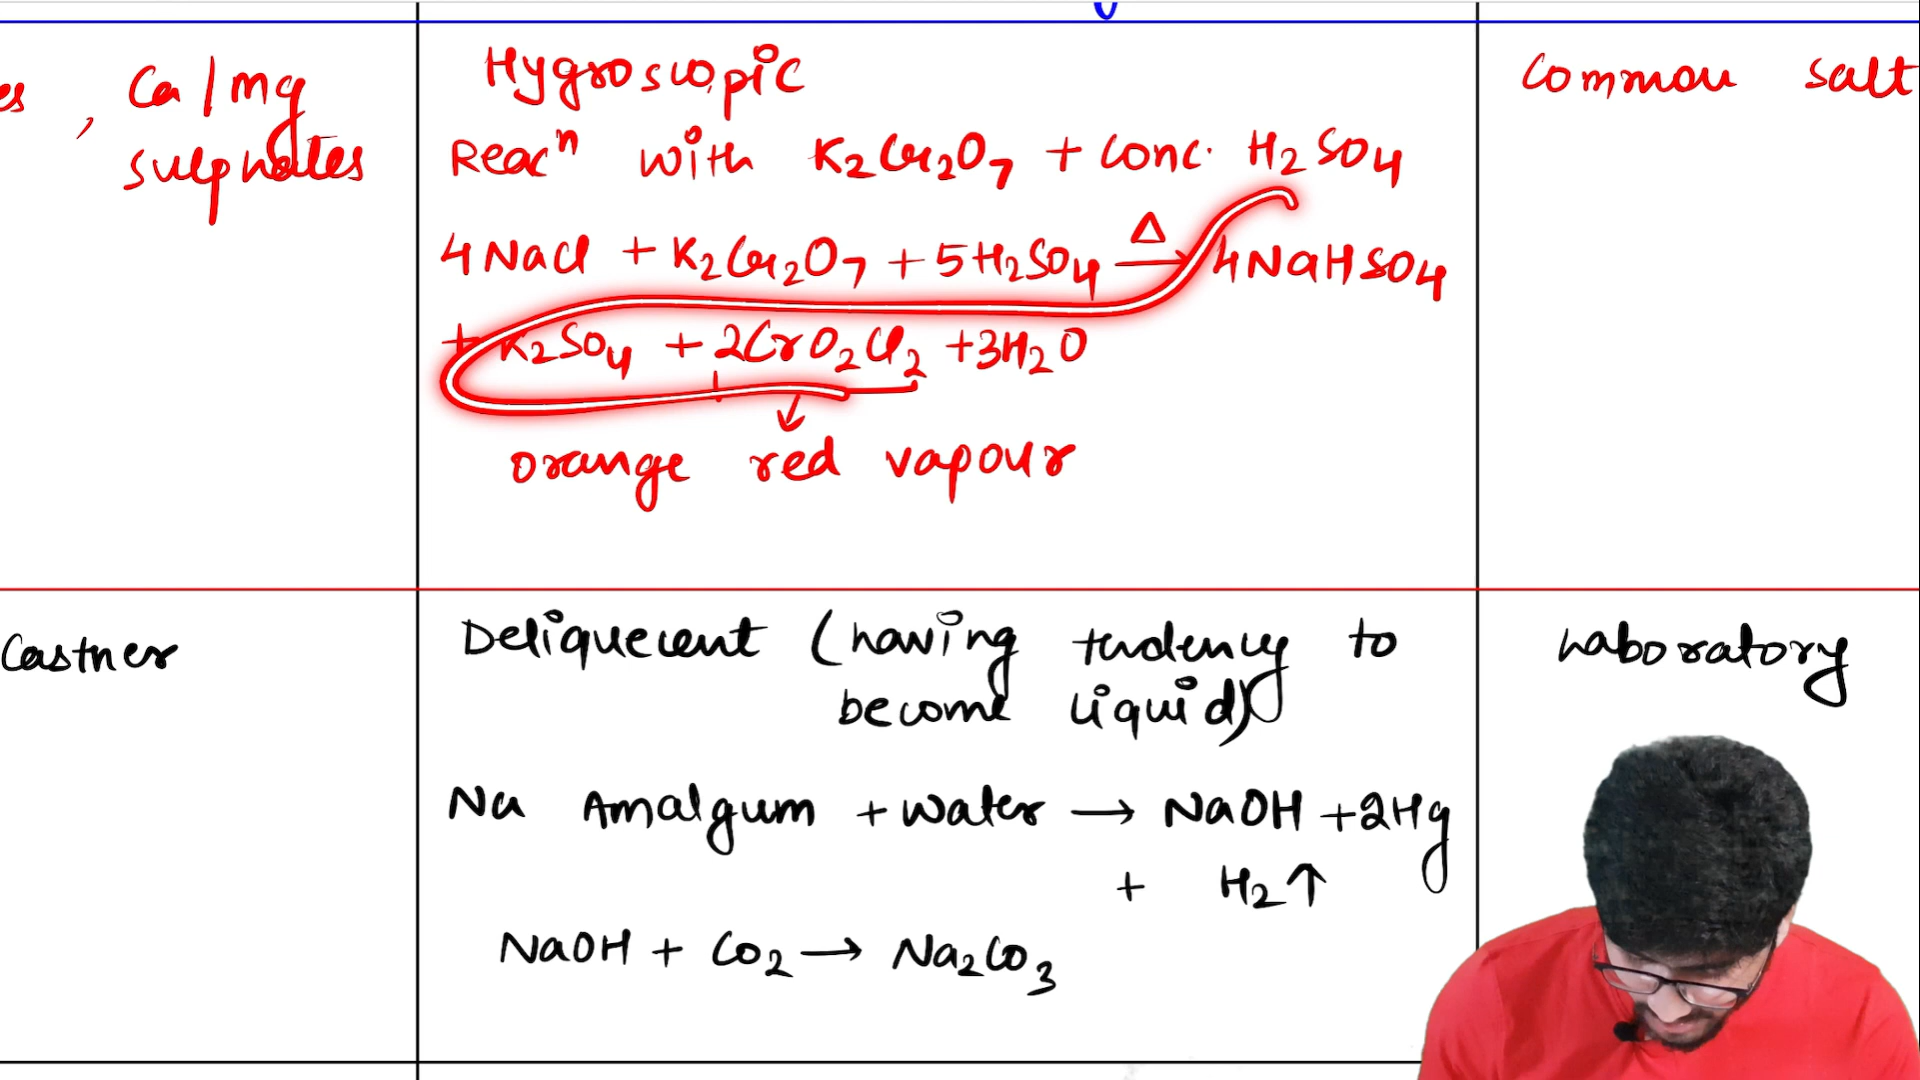 es , Ca/mg
sulphates
Hygroscopic
Reacⁿ with K2Cr2O7 + conc. H2SO4
4NaCl + K2Cr2O7 + 5H2SO4 Δ→ 4NaHSO4
+ K2SO4 + 2CrO2Cl2 + 3H2O
↓
orange red vapour
Common salt
Castner
Deliquecent (having tendency to
become liquid)
Na Amalgum + water → NaOH + 2Hg
+ H2↑
NaOH + CO2 → Na2CO3
Laboratory